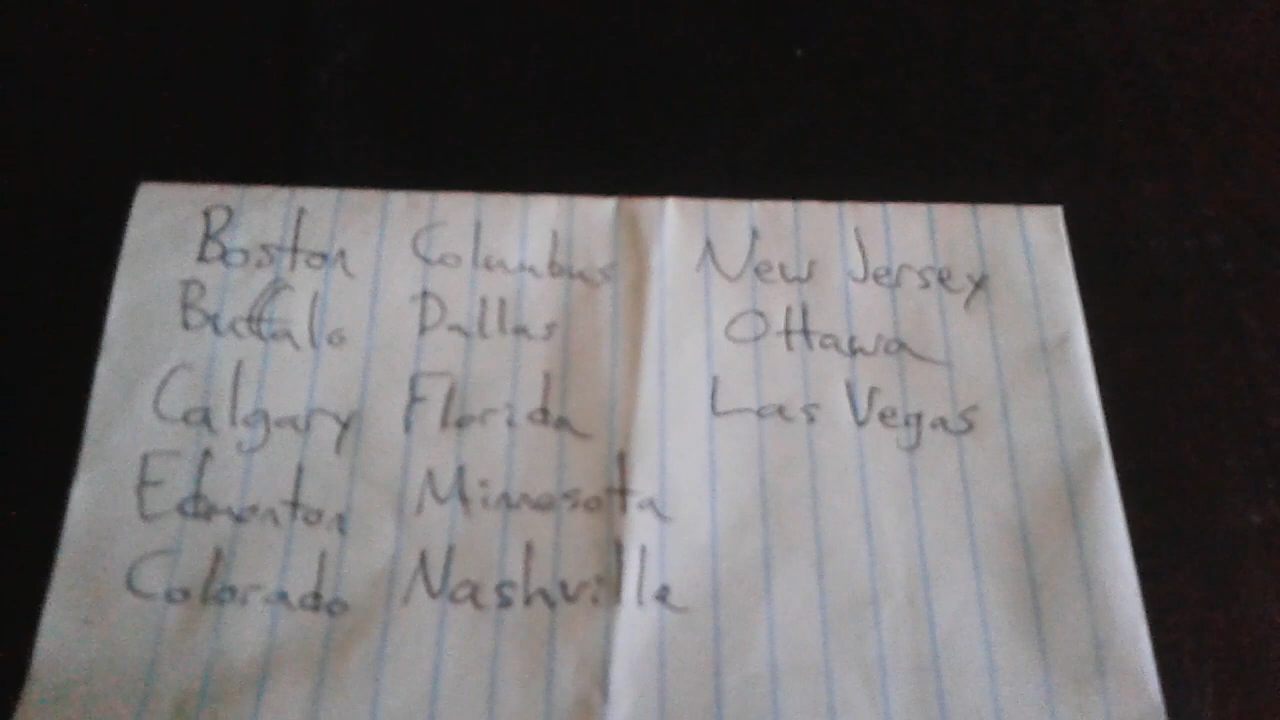 Boston Columbus New Jersey
Buffalo Dallas Ottawa
Calgary Florida Las Vegas
Edmonton Minnesota
Colorado Nashville